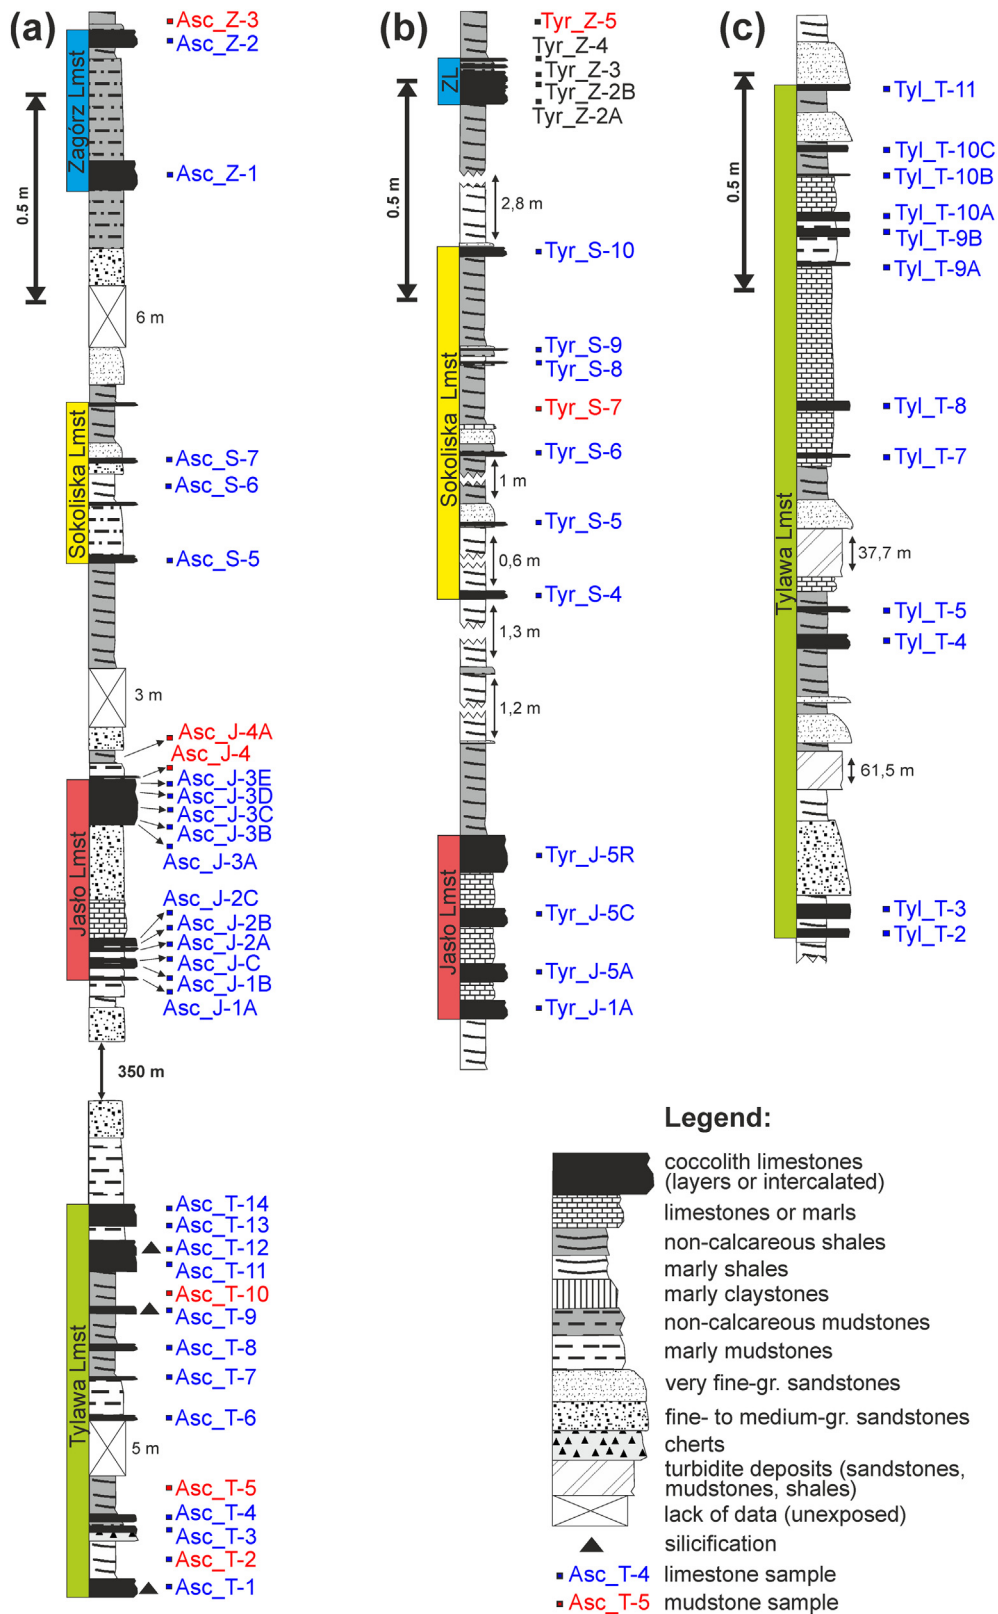 (a)
Asc_Z-3
Asc_Z-2
Zagórz Lmst
Asc_Z-1
0.5 m
6 m
Sokoliska Lmst
Asc_S-7
Asc_S-6
Asc_S-5
3 m
Asc_J-4A
Asc_J-4
Asc_J-3E
Asc_J-3D
Asc_J-3C
Asc_J-3B
Asc_J-3A
Jasło Lmst
Asc_J-2C
Asc_J-2B
Asc_J-2A
Asc_J-C
Asc_J-1B
Asc_J-1A
350 m
Tylawa Lmst
Asc_T-14
Asc_T-13
Asc_T-12
Asc_T-11
Asc_T-10
Asc_T-9
Asc_T-8
Asc_T-7
Asc_T-6
5 m
Asc_T-5
Asc_T-4
Asc_T-3
Asc_T-2
Asc_T-1
(b)
Tyr_Z-5
Tyr_Z-4
Tyr_Z-3
Tyr_Z-2B
Tyr_Z-2A
ZL
0.5 m
2,8 m
Sokoliska Lmst
Tyr_S-10
Tyr_S-9
Tyr_S-8
Tyr_S-7
Tyr_S-6
1 m
Tyr_S-5
0,6 m
Tyr_S-4
1,3 m
1,2 m
Jasło Lmst
Tyr_J-5R
Tyr_J-5C
Tyr_J-5A
Tyr_J-1A
(c)
Tyl_T-11
0.5 m
Tyl_T-10C
Tyl_T-10B
Tyl_T-10A
Tyl_T-9B
Tyl_T-9A
Tyl_T-8
Tyl_T-7
Tylawa Lmst
37,7 m
Tyl_T-5
Tyl_T-4
61,5 m
Tyl_T-3
Tyl_T-2
Legend:
coccolith limestones
(layers or intercalated)
limestones or marls
non-calcareous shales
marly shales
marly claystones
non-calcareous mudstones
marly mudstones
very fine-gr. sandstones
fine- to medium-gr. sandstones
cherts
turbidite deposits (sandstones,
mudstones, shales)
lack of data (unexposed)
silicification
Asc_T-4 limestone sample
Asc_T-5 mudstone sample